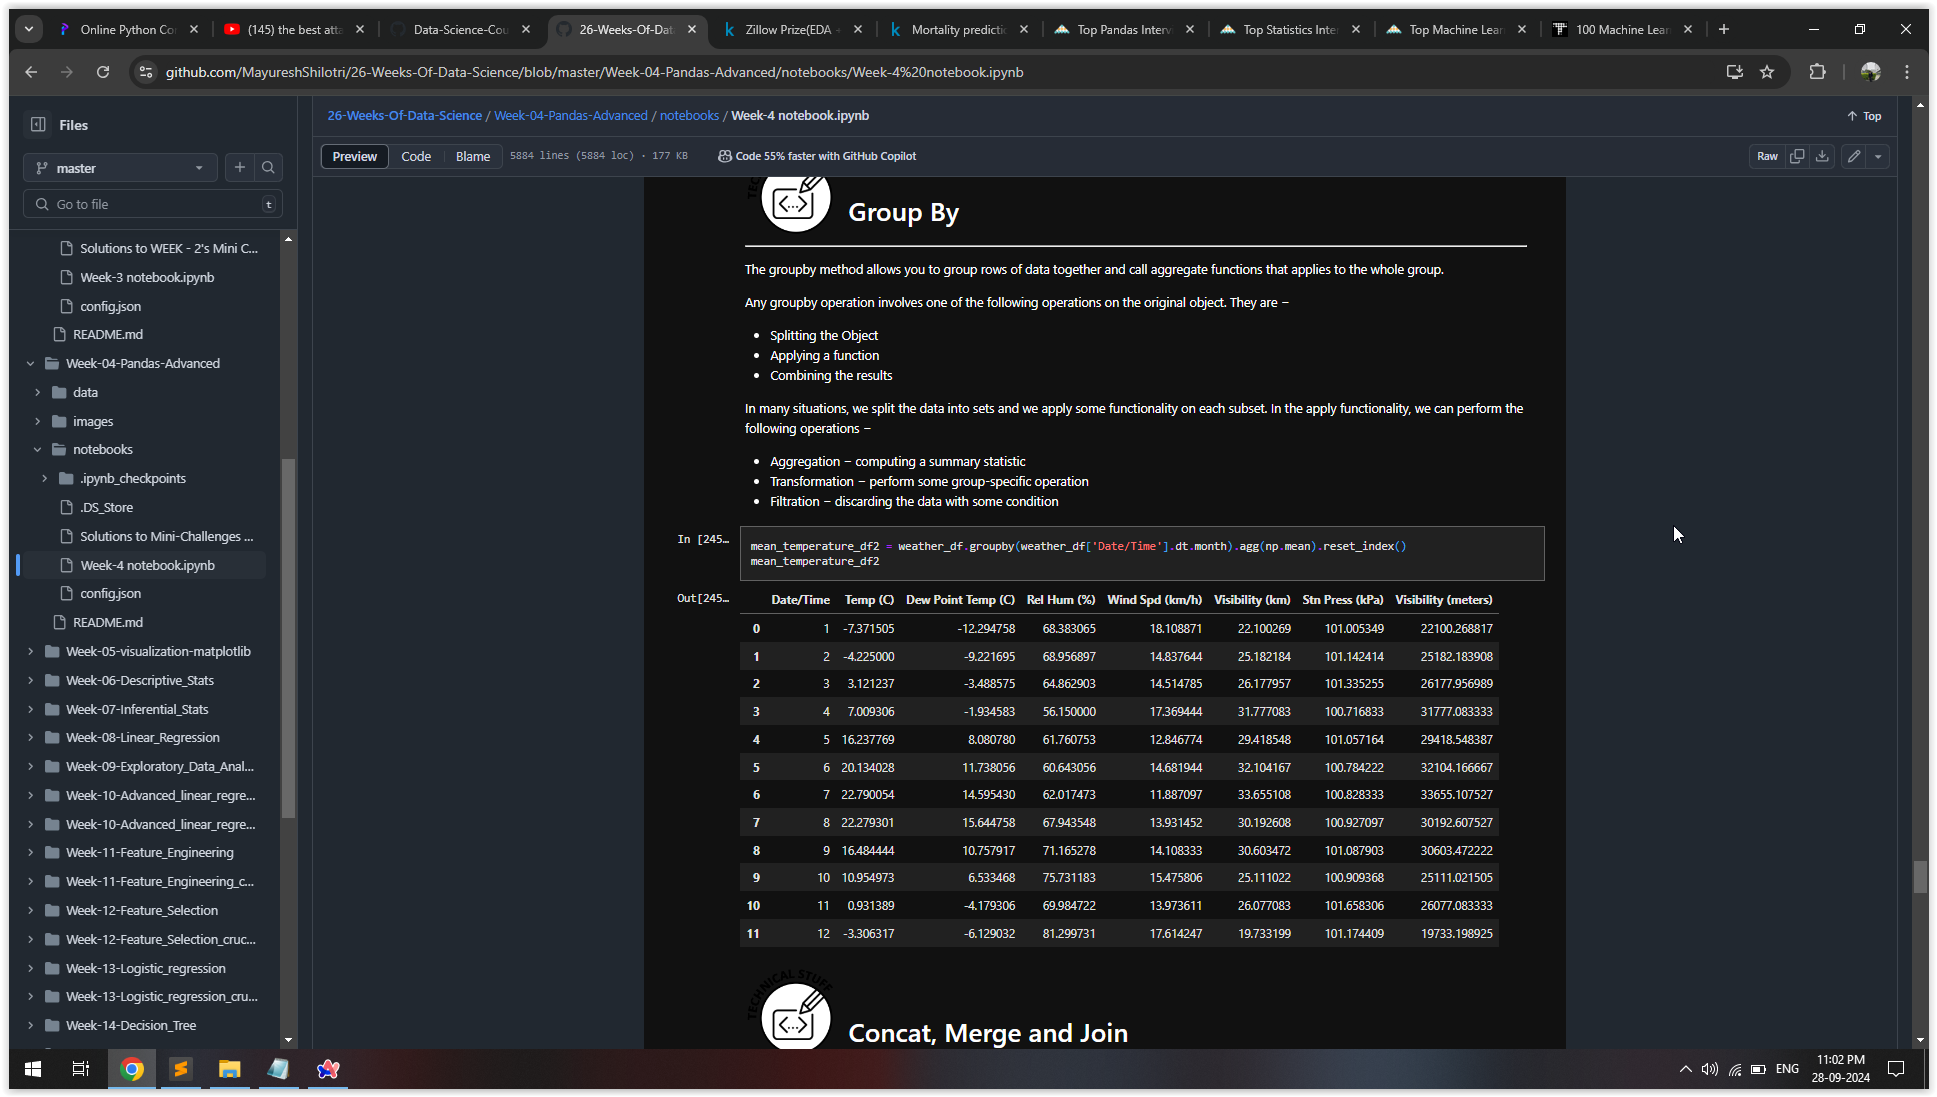 Online Python Co
(145) the best atta
Data-Science-Cou
26-Weeks-Of-Dat
Zillow Prize(EDA
Mortality predictio
Top Pandas Interv
Top Statistics Inte
Top Machine Lear
100 Machine Lear
github.com/MayureshShilotri/26-Weeks-Of-Data-Science/blob/master/Week-04-Pandas-Advanced/notebooks/Week-4%20notebook.ipynb
Files
master
Go to file
t
Solutions to WEEK - 2's Mini C...
Week-3 notebook.ipynb
config.json
README.md
Week-04-Pandas-Advanced
data
images
notebooks
.ipynb_checkpoints
.DS_Store
Solutions to Mini-Challenges ...
Week-4 notebook.ipynb
config.json
README.md
Week-05-visualization-matplotlib
Week-06-Descriptive_Stats
Week-07-Inferential_Stats
Week-08-Linear_Regression
Week-09-Exploratory_Data_Anal...
Week-10-Advanced_linear_regre...
Week-10-Advanced_linear_regre...
Week-11-Feature_Engineering
Week-11-Feature_Engineering_c...
Week-12-Feature_Selection
Week-12-Feature_Selection_cruc...
Week-13-Logistic_regression
Week-13-Logistic_regression_cru...
Week-14-Decision_Tree
26-Weeks-Of-Data-Science / Week-04-Pandas-Advanced / notebooks / Week-4 notebook.ipynb
Top
Preview Code Blame 5884 lines (5884 loc) · 177 KB Code 55% faster with GitHub Copilot Raw
Group By
The groupby method allows you to group rows of data together and call aggregate functions that applies to the whole group.
Any groupby operation involves one of the following operations on the original object. They are −
• Splitting the Object
• Applying a function
• Combining the results
In many situations, we split the data into sets and we apply some functionality on each subset. In the apply functionality, we can perform the
following operations −
• Aggregation − computing a summary statistic
• Transformation − perform some group-specific operation
• Filtration − discarding the data with some condition
In [245…
mean_temperature_df2 = weather_df.groupby(weather_df['Date/Time'].dt.month).agg(np.mean).reset_index()
mean_temperature_df2
Out[245…
Date/Time Temp (C) Dew Point Temp (C) Rel Hum (%) Wind Spd (km/h) Visibility (km) Stn Press (kPa) Visibility (meters)
0 1 -7.371505 -12.294758 68.383065 18.108871 22.100269 101.005349 22100.268817
1 2 -4.225000 -9.221695 68.956897 14.837644 25.182184 101.142414 25182.183908
2 3 3.121237 -3.488575 64.862903 14.514785 26.177957 101.335255 26177.956989
3 4 7.009306 -1.934583 56.150000 17.369444 31.777083 100.716833 31777.083333
4 5 16.237769 8.080780 61.760753 12.846774 29.418548 101.057164 29418.548387
5 6 20.134028 11.738056 60.643056 14.681944 32.104167 100.784222 32104.166667
6 7 22.790054 14.595430 62.017473 11.887097 33.655108 100.828333 33655.107527
7 8 22.279301 15.644758 67.943548 13.931452 30.192608 100.927097 30192.607527
8 9 16.484444 10.757917 71.165278 14.108333 30.603472 101.087903 30603.472222
9 10 10.954973 6.533468 75.731183 15.475806 25.111022 100.909368 25111.021505
10 11 0.931389 -4.179306 69.984722 13.973611 26.077083 101.658306 26077.083333
11 12 -3.306317 -6.129032 81.299731 17.614247 19.733199 101.174409 19733.198925
TECHNICAL STUFF
Concat, Merge and Join
ENG
11:02 PM
28-09-2024